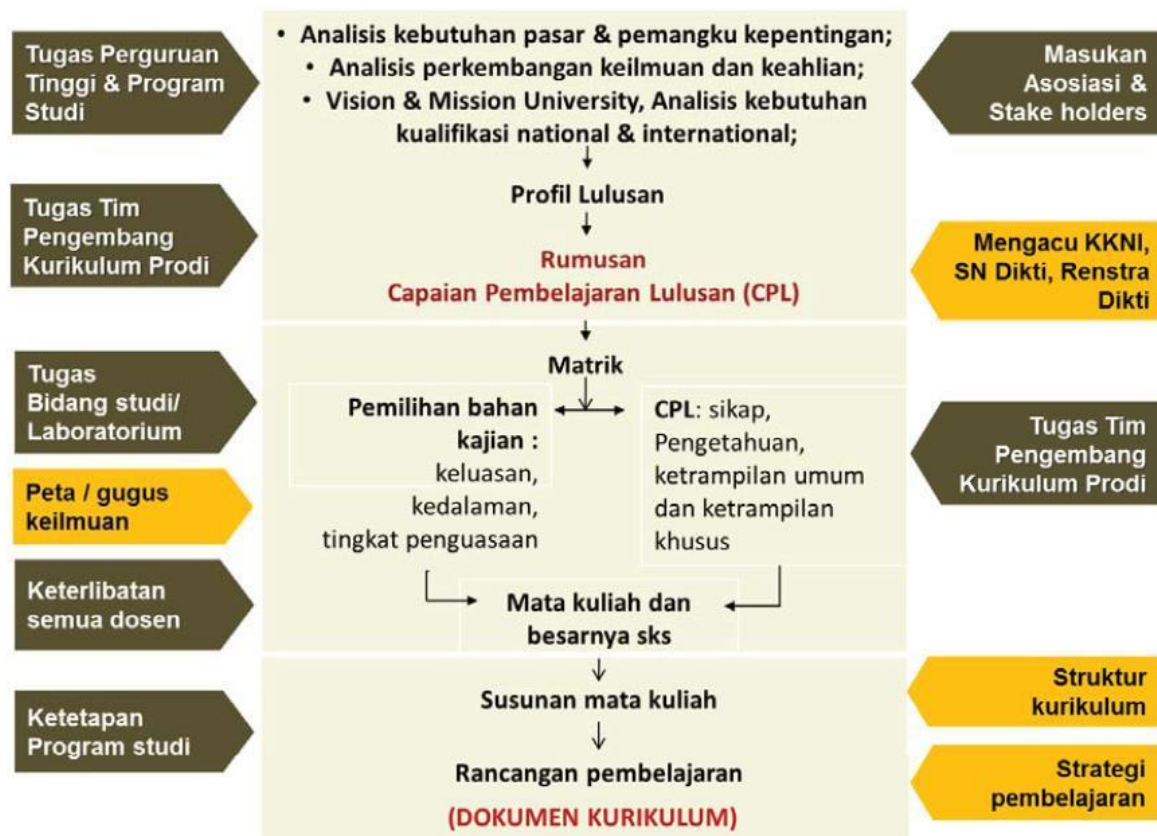 Tugas Perguruan
Tinggi & Program
Studi
• Analisis kebutuhan pasar & pemangku kepentingan;
• Analisis perkembangan keilmuan dan keahlian;
• Vision & Mission University, Analisis kebutuhan
kualifikasi national & international;
Masukan
Asosiasi &
Stake holders
Tugas Tim
Pengembang
Kurikulum Prodi
Profil Lulusan
Rumusan
Capaian Pembelajaran Lulusan (CPL)
Mengacu KKNI,
SN Dikti, Renstra
Dikti
Tugas
Bidang studi/
Laboratorium
Matrik
Pemilihan bahan
kajian :
keluasan,
kedalaman,
tingkat penguasaan
CPL: sikap,
Pengetahuan,
ketrampilan umum
dan ketrampilan
khusus
Tugas Tim
Pengembang
Kurikulum Prodi
Peta / gugus
keilmuan
Keterlibatan
semua dosen
Mata kuliah dan
besarnya sks
Ketetapan
Program studi
Susunan mata kuliah
Struktur
kurikulum
Rancangan pembelajaran
(DOKUMEN KURIKULUM)
Strategi
pembelajaran